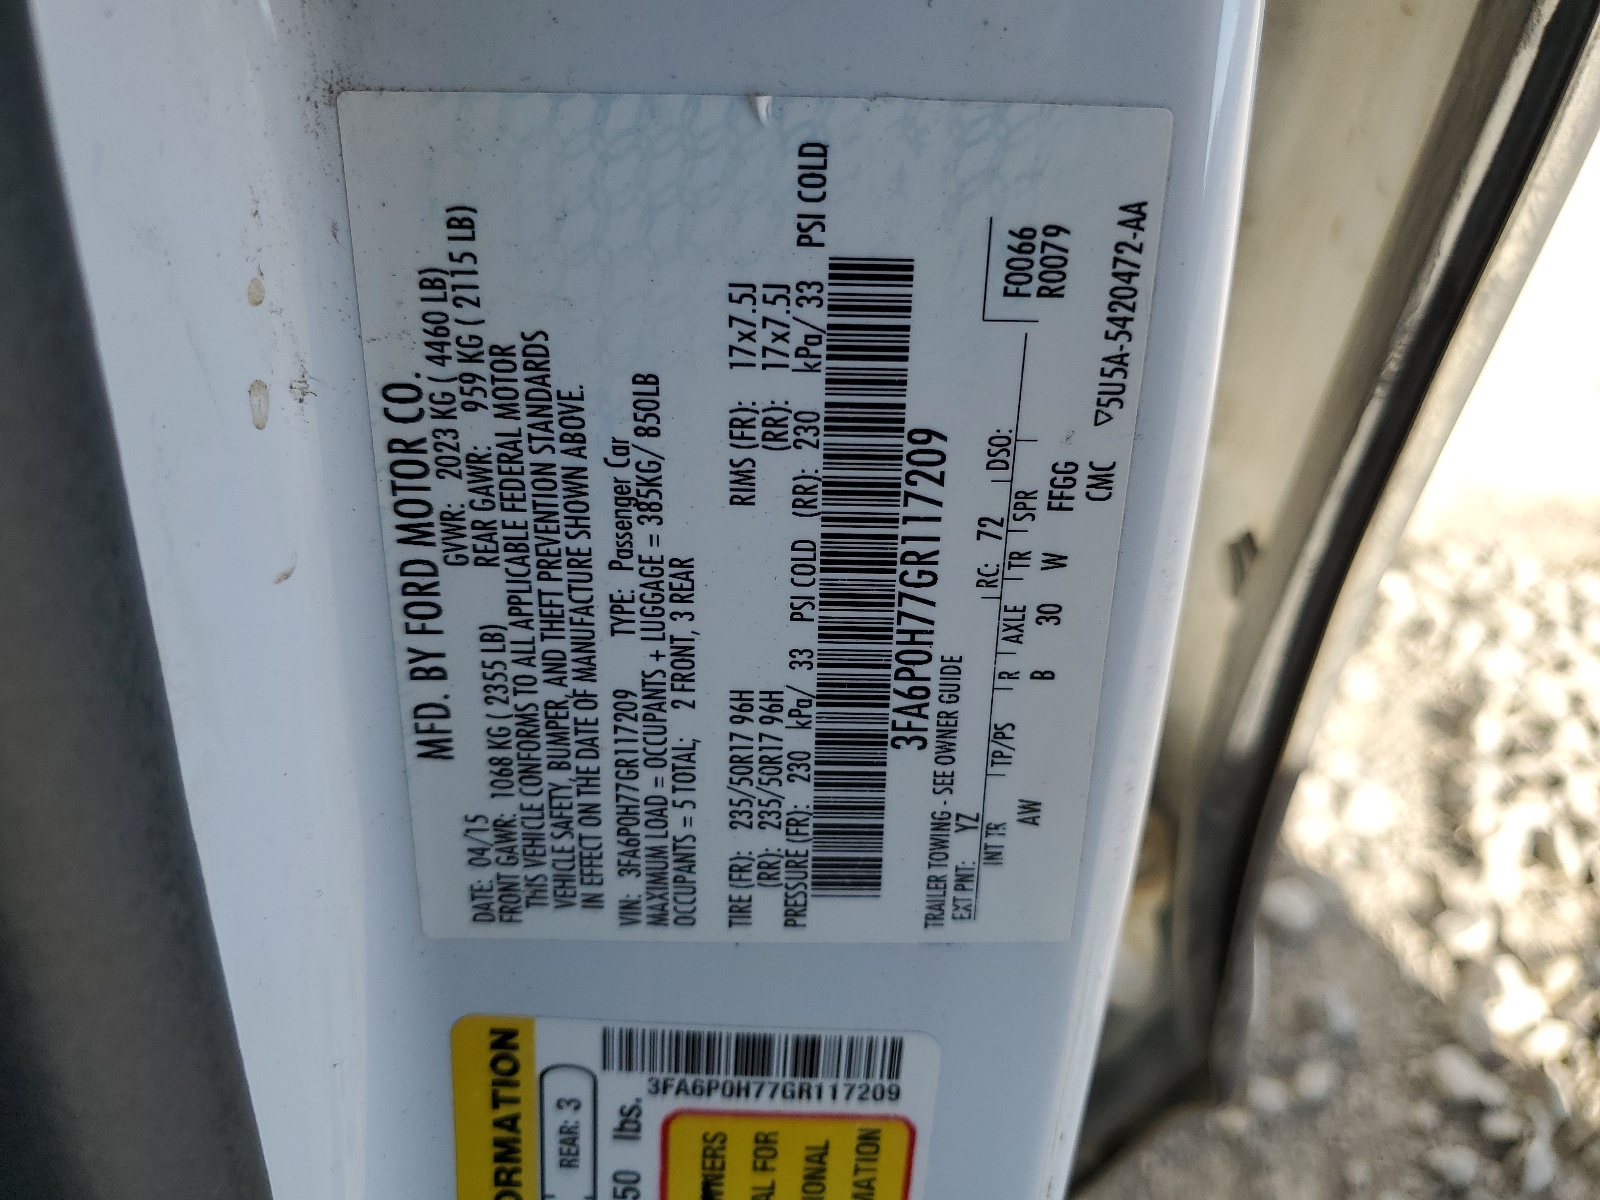 MFD. BY FORD MOTOR CO.
DATE: 04/15 GVWR: 2023 KG ( 4460 LB)
FRONT GAWR: 1068 KG ( 2355 LB) REAR GAWR: 959 KG ( 2115 LB)
THIS VEHICLE CONFORMS TO ALL APPLICABLE FEDERAL MOTOR
VEHICLE SAFETY, BUMPER, AND THEFT PREVENTION STANDARDS
IN EFFECT ON THE DATE OF MANUFACTURE SHOWN ABOVE.
VIN: 3FA6P0H77GR117209 TYPE: Passenger Car
MAXIMUM LOAD = OCCUPANTS + LUGGAGE = 385KG/ 850LB
OCCUPANTS = 5 TOTAL; 2 FRONT, 3 REAR
TIRE (FR): 235/50R17 96H RIMS (FR): 17x7.5J
(RR): 235/50R17 96H (RR): 17x7.5J
PRESSURE (FR): 230 kPa/ 33 PSI COLD (RR): 230 kPa/ 33 PSI COLD
3FA6P0H77GR117209
TRAILER TOWING - SEE OWNER GUIDE
EXT PNT: YZ RC: 72 DSO:
INT TR TP/PS R AXLE TR SPR
AW B 30 W FFGG
F0066
R0079
CMC ▽5U5A-5420472-AA
ORMATION
REAR: 3
50 lbs.
3FA6P0H77GR117209
WNERS
AL FOR
IONAL
MATION